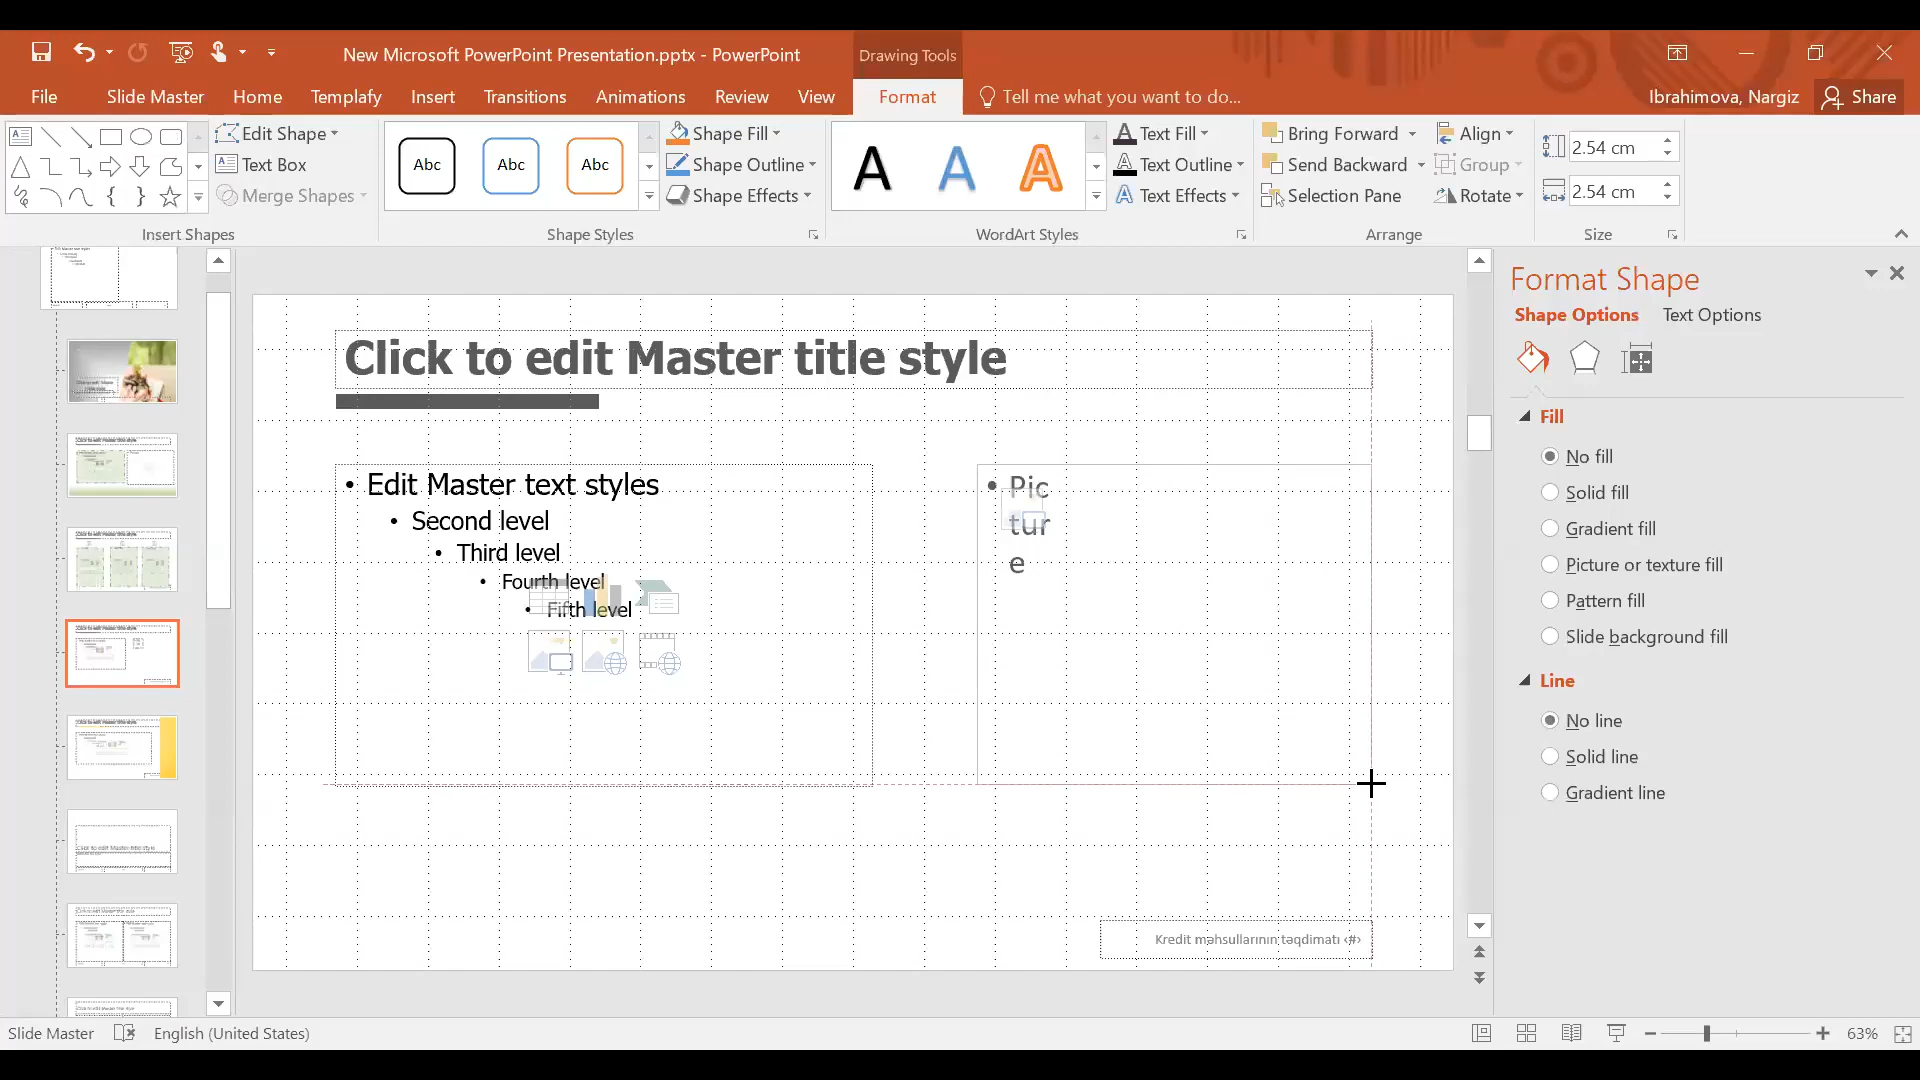 New Microsoft PowerPoint Presentation.pptx - PowerPoint
Drawing Tools
File
Slide Master
Home
Templafy
Insert
Transitions
Animations
Review
View
Format
Tell me what you want to do...
Ibrahimova, Nargiz
Share
Edit Shape
Text Box
Merge Shapes
Insert Shapes
Abc
Abc
Abc
Shape Fill
Shape Outline
Shape Effects
Shape Styles
A
A
A
Text Fill
Text Outline
Text Effects
WordArt Styles
Bring Forward
Send Backward
Selection Pane
Align
Group
Rotate
Arrange
2.54 cm
2.54 cm
Size
Click to edit Master title style
• Edit Master text styles
• Second level
• Third level
• Fourth level
• Fifth level
• Pic
tur
e
Kredit məhsullarının təqdimatı ‹#›
Format Shape
Shape Options
Text Options
Fill
No fill
Solid fill
Gradient fill
Picture or texture fill
Pattern fill
Slide background fill
Line
No line
Solid line
Gradient line
Slide Master
English (United States)
63%